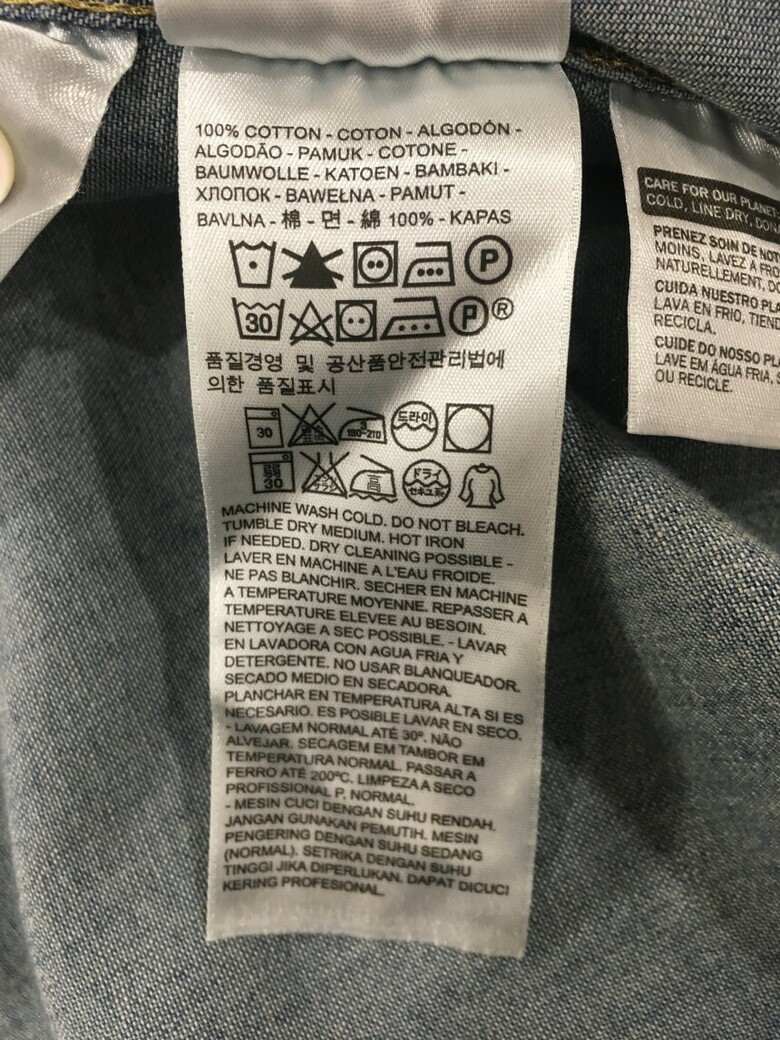 100% COTTON - COTON - ALGODÓN -
ALGODÃO - PAMUK - COTONE -
BAUMWOLLE - KATOEN - BAMBAKI -
ХЛОПОК - BAWEŁNA - PAMUT -
BAVLNA - 棉 - 면 - 綿 100% - KAPAS
P
30 P ®
품질경영 및 공산품안전관리법에
의한 품질표시
30 180~210 드라이
30 高 ドライ
MACHINE WASH COLD. DO NOT BLEACH.
TUMBLE DRY MEDIUM. HOT IRON
IF NEEDED. DRY CLEANING POSSIBLE -
LAVER EN MACHINE A L'EAU FROIDE.
NE PAS BLANCHIR. SECHER EN MACHINE
A TEMPERATURE MOYENNE. REPASSER A
TEMPERATURE ELEVEE AU BESOIN.
NETTOYAGE A SEC POSSIBLE. - LAVAR
EN LAVADORA CON AGUA FRIA Y
DETERGENTE. NO USAR BLANQUEADOR.
SECADO MEDIO EN SECADORA.
PLANCHAR EN TEMPERATURA ALTA SI ES
NECESARIO. ES POSIBLE LAVAR EN SECO.
- LAVAGEM NORMAL ATÉ 30º. NÃO
ALVEJAR. SECAGEM EM TAMBOR EM
TEMPERATURA NORMAL. PASSAR A
FERRO ATÉ 200ºC. LIMPEZA A SECO
PROFISSIONAL P, NORMAL.
- MESIN CUCI DENGAN SUHU RENDAH.
JANGAN GUNAKAN PEMUTIH. MESIN
PENGERING DENGAN SUHU SEDANG
(NORMAL). SETRIKA DENGAN SUHU
TINGGI JIKA DIPERLUKAN. DAPAT DICUCI
KERING PROFESIONAL.
CARE FOR OUR PLANE
COLD, LINE DRY, DON
PRENEZ SOIN DE NOT
MOINS, LAVEZ À FR
NATURELLEMENT, DO
CUIDA NUESTRO PLA
LAVA EN FRIO, TIEND
RECICLA.
CUIDE DO NOSSO PL
LAVE EM ÁGUA FRIA, S
OU RECICLE.